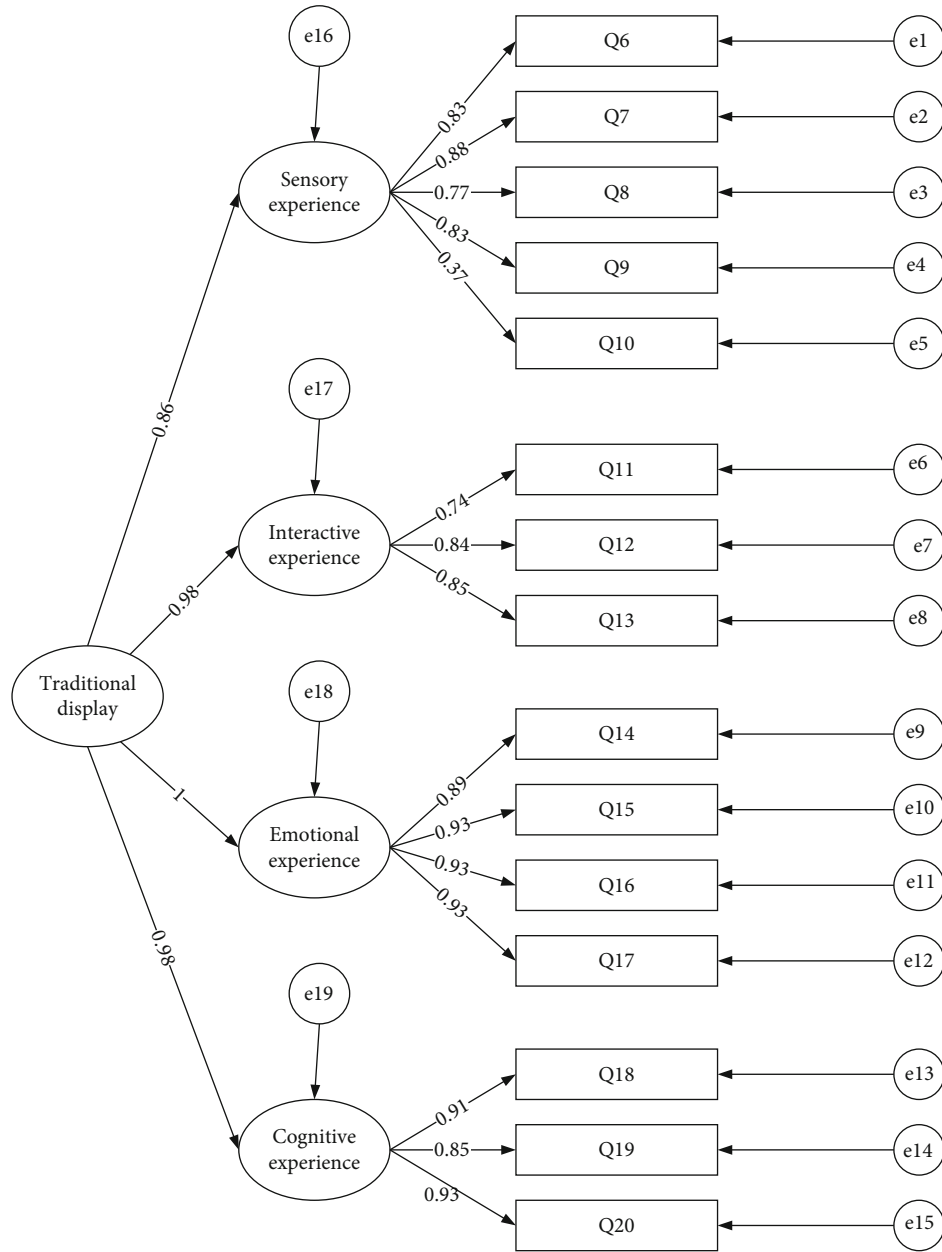 e16
Sensory
experience
0.83
0.88
0.77
0.83
0.37
Q6
Q7
Q8
Q9
Q10
e1
e2
e3
e4
e5
0.86
e17
Interactive
experience
0.74
0.84
0.85
Q11
Q12
Q13
e6
e7
e8
0.98
Traditional
display
e18
Emotional
experience
0.89
0.93
0.93
0.93
Q14
Q15
Q16
Q17
e9
e10
e11
e12
1
0.98
e19
Cognitive
experience
0.91
0.85
0.93
Q18
Q19
Q20
e13
e14
e15